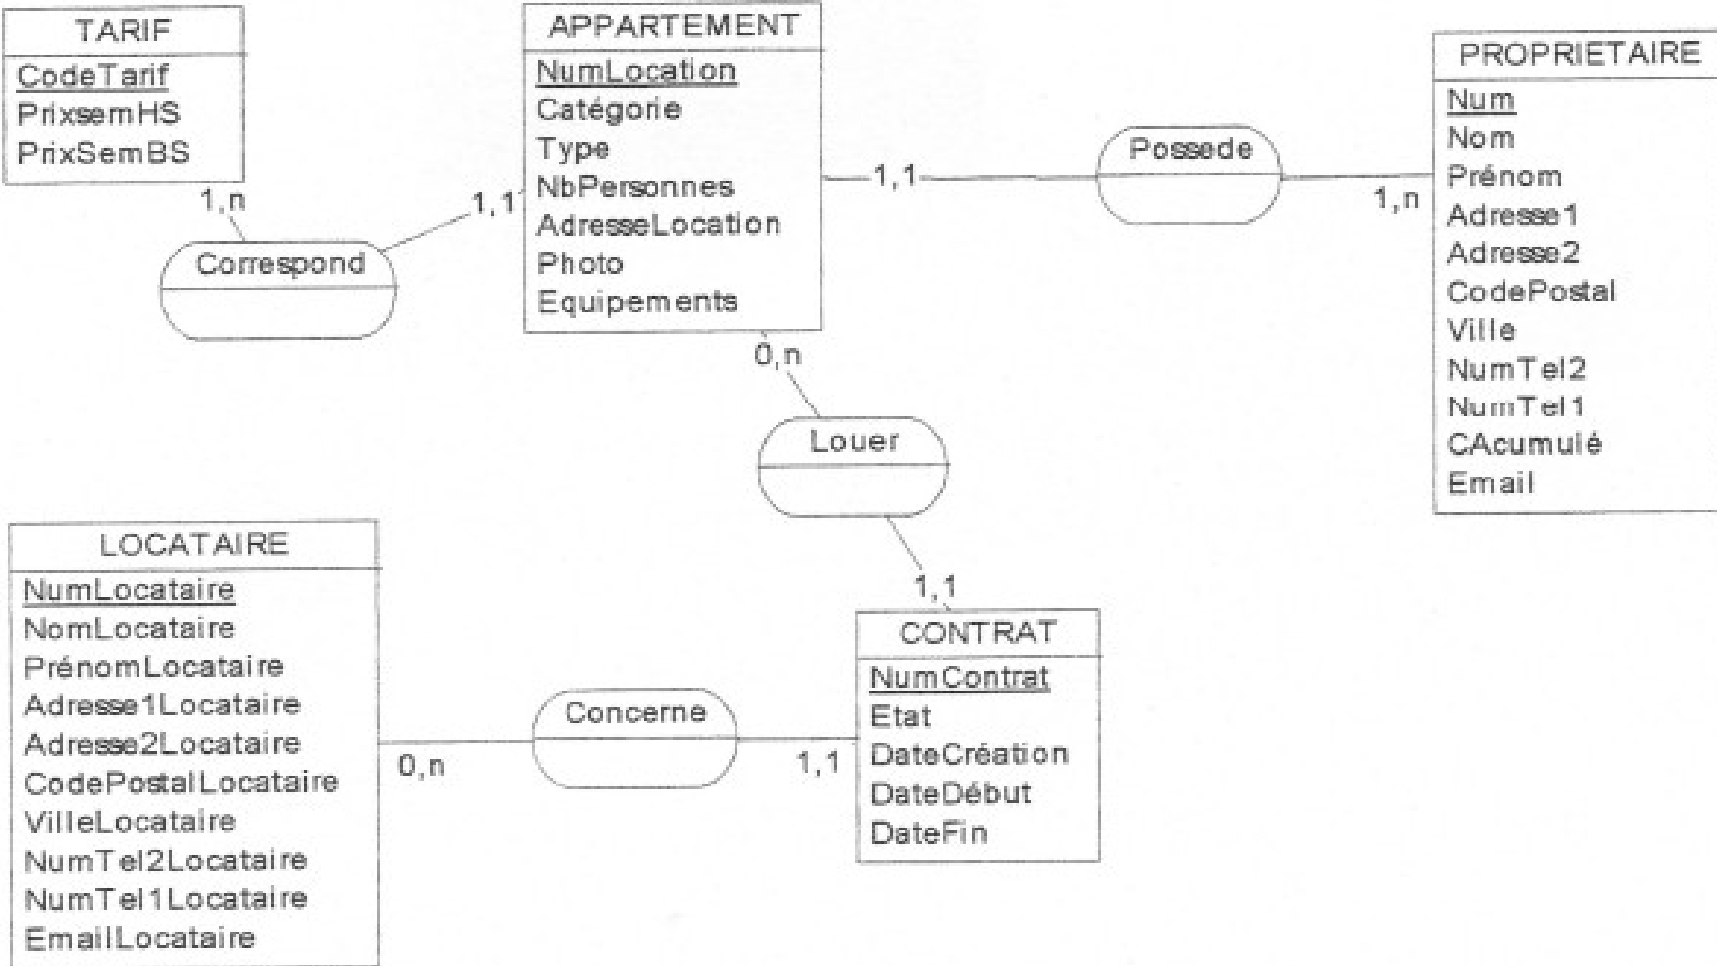 TARIF
CodeTarif
PrixsemHS
PrixSemBS
1,n
Correspond
1,1
APPARTEMENT
NumLocation
Catégorie
Type
NbPersonnes
AdresseLocation
Photo
Equipements
1,1
Possede
1,n
PROPRIETAIRE
Num
Nom
Prénom
Adresse1
Adresse2
CodePostal
Ville
NumTel2
NumTel1
CAcumulé
Email
0,n
Louer
1,1
LOCATAIRE
NumLocataire
NomLocataire
PrénomLocataire
Adresse1Locataire
Adresse2Locataire
CodePostalLocataire
VilleLocataire
NumTel2Locataire
NumTel1Locataire
EmailLocataire
0,n
Concerne
1,1
CONTRAT
NumContrat
Etat
DateCréation
DateDébut
DateFin